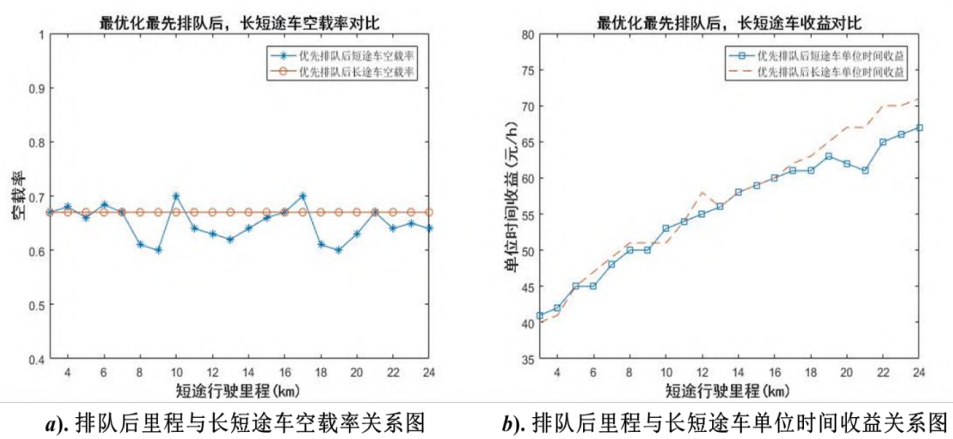 最优化最先排队后，长短途车空载率对比
1
0.9
0.8
0.7
0.6
0.5
0.4
空载率
优先排队后短途车空载率
优先排队后长途车空载率
4 6 8 10 12 14 16 18 20 22 24
短途行驶里程(km)
a). 排队后里程与长短途车空载率关系图
最优化最先排队后，长短途车收益对比
80
75
70
65
60
55
50
45
40
35
单位时间收益(元/h)
优先排队后短途车单位时间收益
优先排队后长途车单位时间收益
4 6 8 10 12 14 16 18 20 22 24
短途行驶里程(km)
b). 排队后里程与长短途车单位时间收益关系图